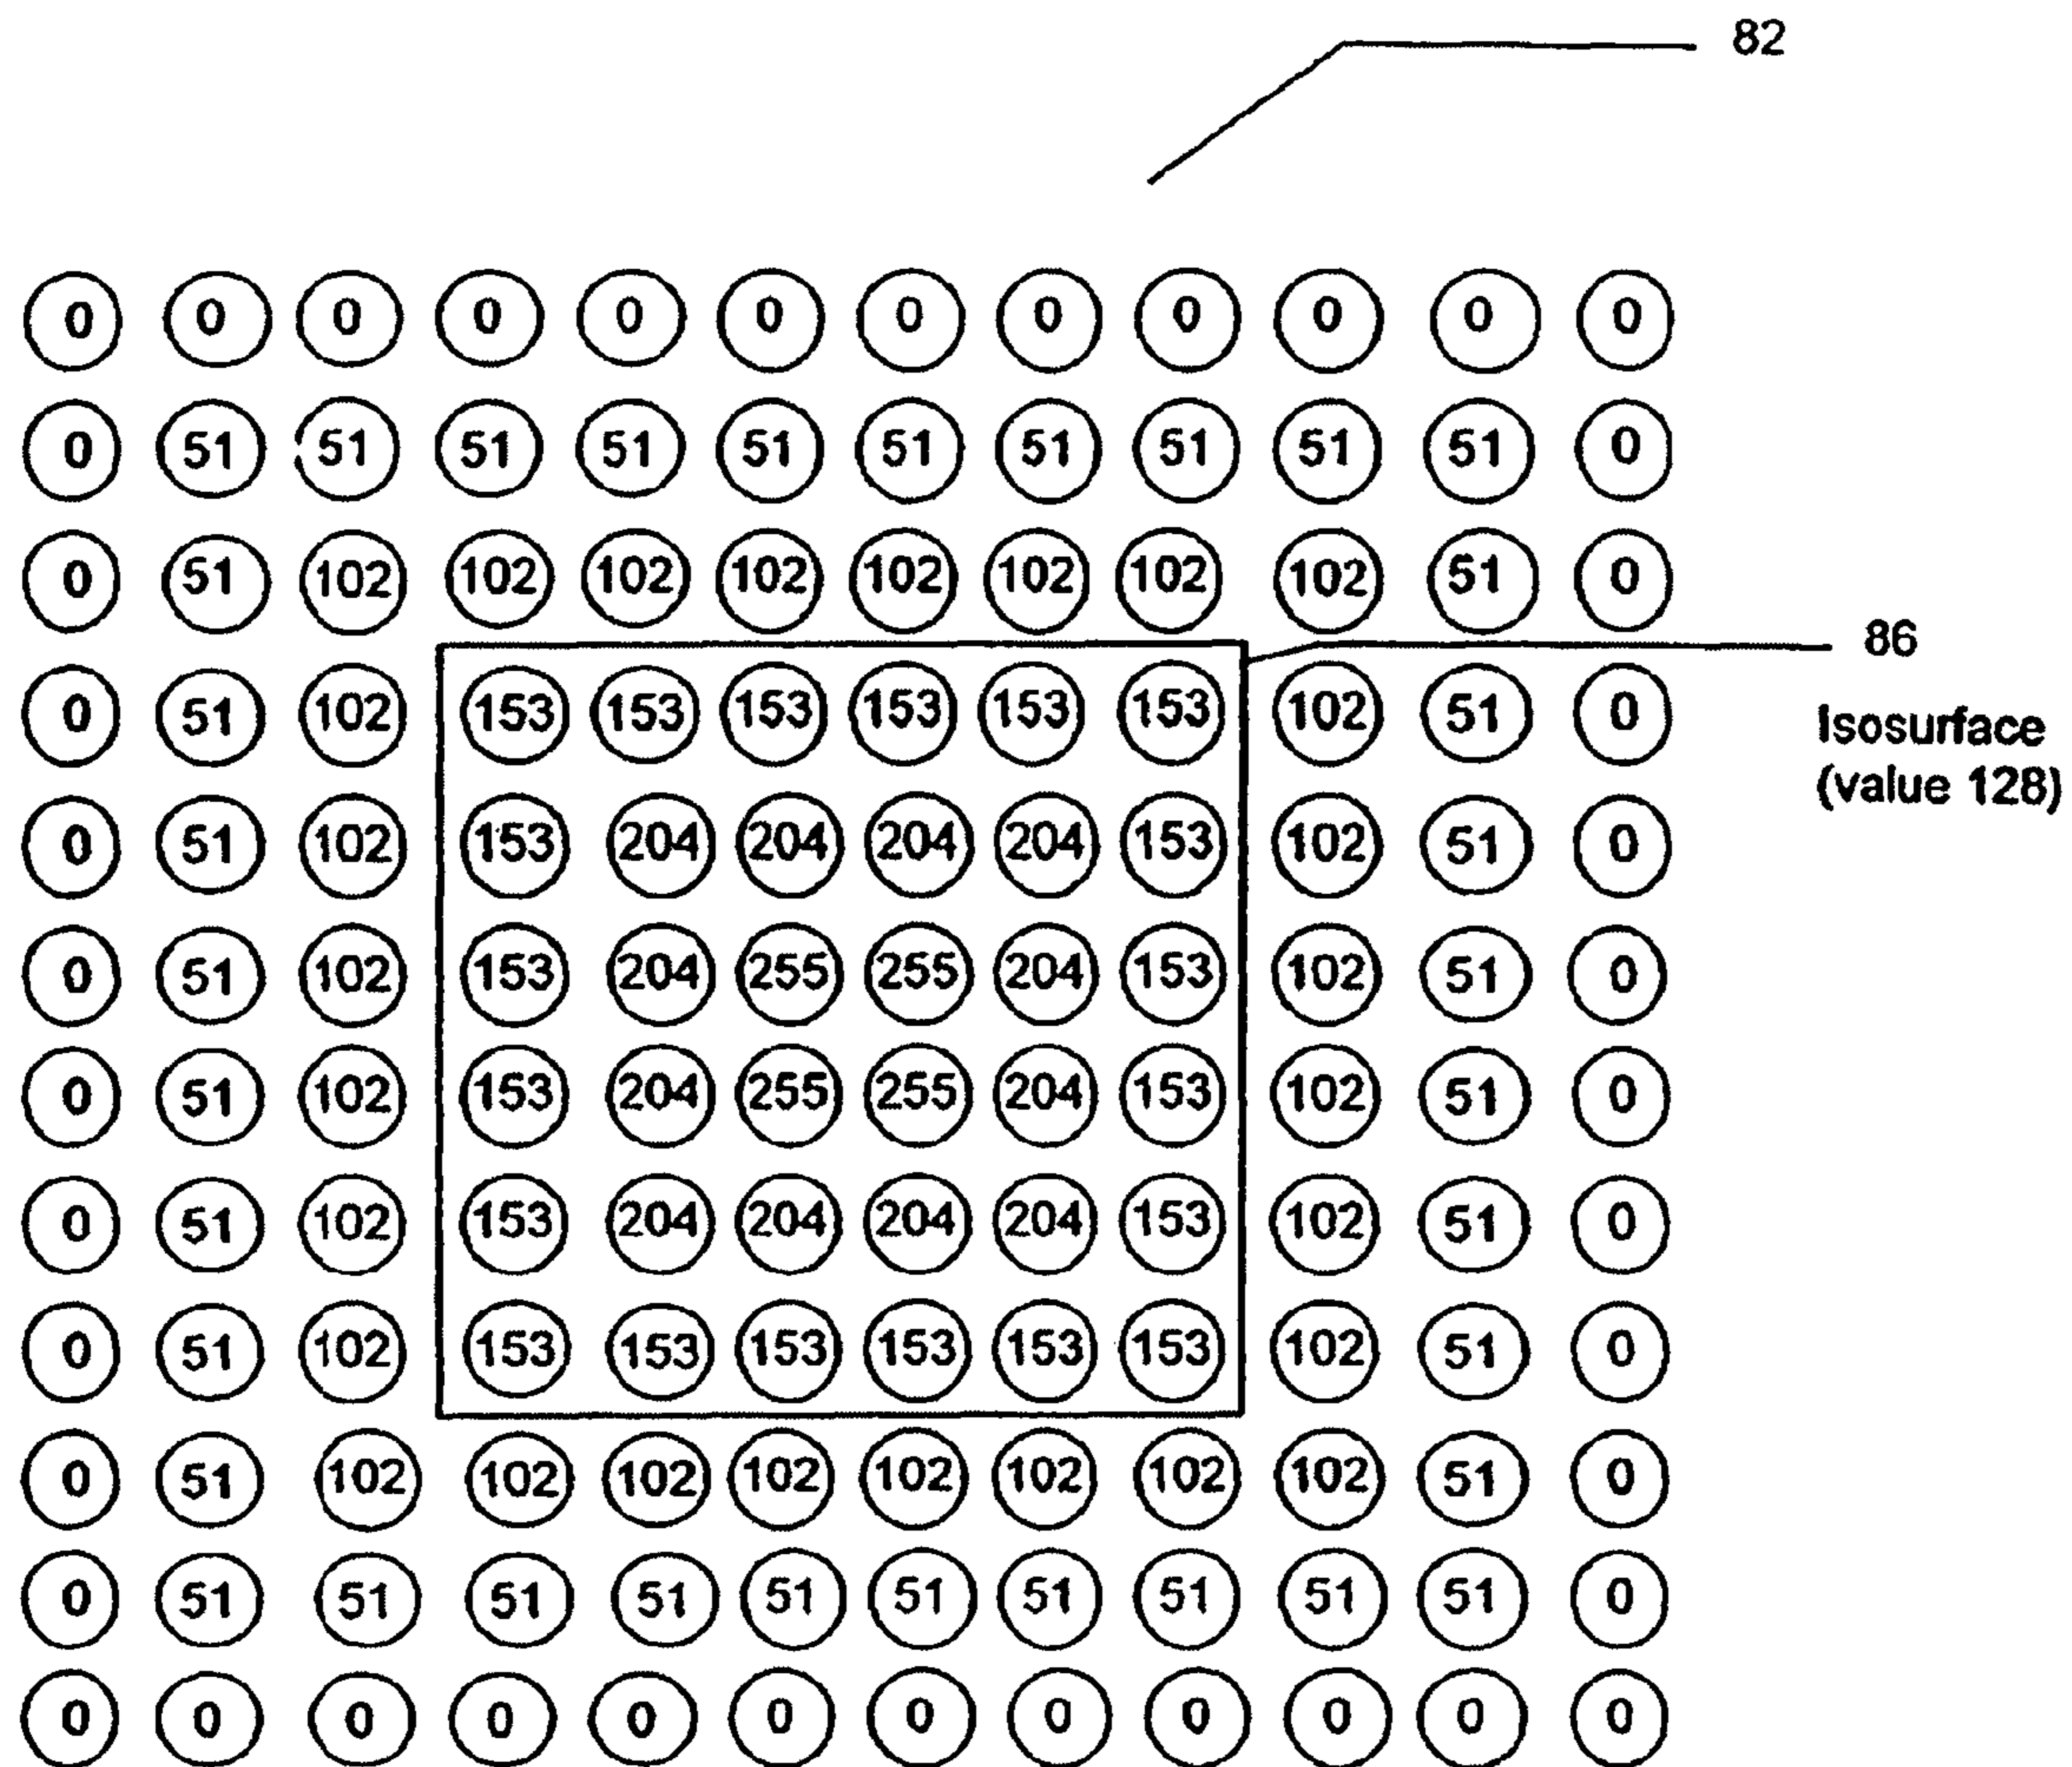 82
0 0 0 0 0 0 0 0 0 0 0 0
0 51 51 51 51 51 51 51 51 51 51 0
0 51 102 102 102 102 102 102 102 102 51 0
86
0 51 102 153 153 153 153 153 153 102 51 0
Isosurface
(value 128)
0 51 102 153 204 204 204 204 153 102 51 0
0 51 102 153 204 255 255 204 153 102 51 0
0 51 102 153 204 255 255 204 153 102 51 0
0 51 102 153 204 204 204 204 153 102 51 0
0 51 102 153 153 153 153 153 153 102 51 0
0 51 102 102 102 102 102 102 102 102 51 0
0 51 51 51 51 51 51 51 51 51 51 0
0 0 0 0 0 0 0 0 0 0 0 0